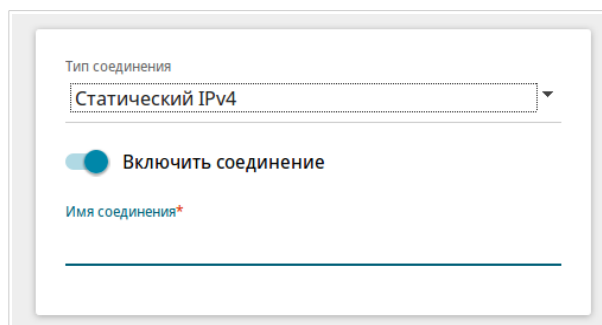 Тип соединения
Статический IPv4
Включить соединение
Имя соединения*